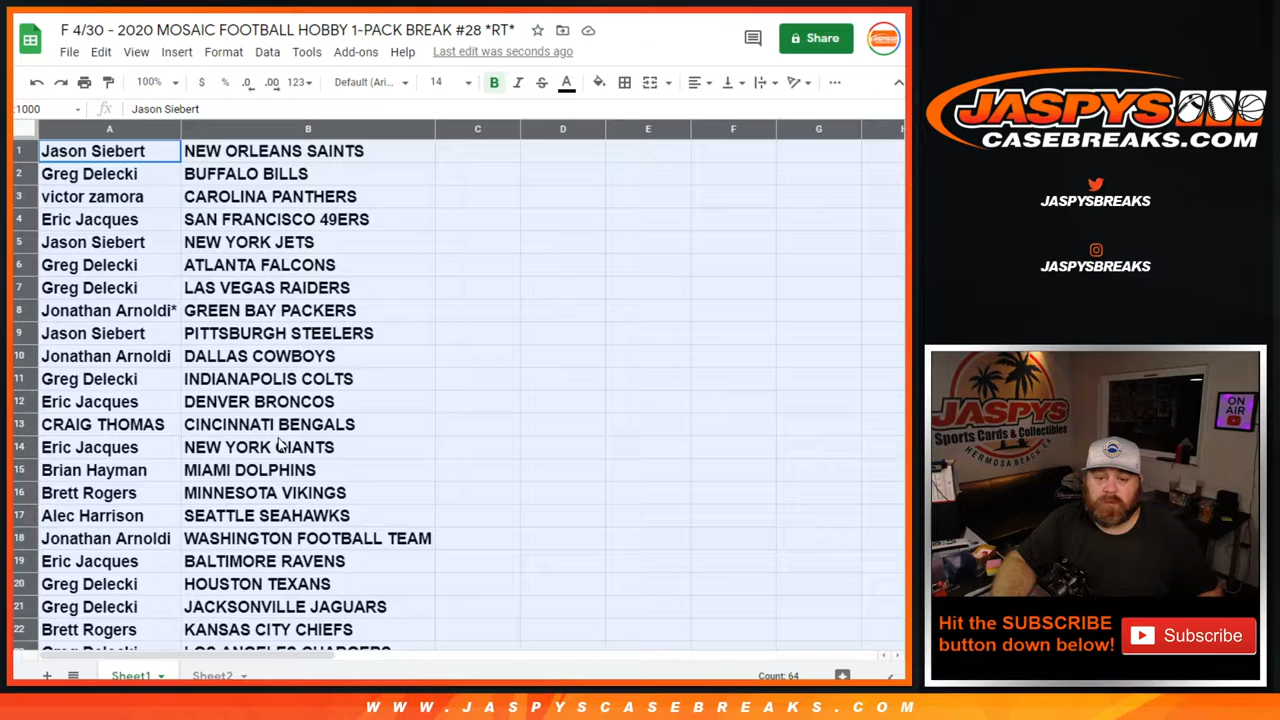 F 4/30 - 2020 MOSAIC FOOTBALL HOBBY 1-PACK BREAK #28 *RT*
Share
File Edit View Insert Format Data Tools Add-ons Help Last edit was seconds ago
100% $ % .0 .00 123 Default (Ari... 14 B I S A
:1000 fx Jason Siebert
A B C D E F G H
1 Jason Siebert NEW ORLEANS SAINTS
2 Greg Delecki BUFFALO BILLS
3 victor zamora CAROLINA PANTHERS
4 Eric Jacques SAN FRANCISCO 49ERS
5 Jason Siebert NEW YORK JETS
6 Greg Delecki ATLANTA FALCONS
7 Greg Delecki LAS VEGAS RAIDERS
8 Jonathan Arnoldi* GREEN BAY PACKERS
9 Jason Siebert PITTSBURGH STEELERS
10 Jonathan Arnoldi DALLAS COWBOYS
11 Greg Delecki INDIANAPOLIS COLTS
12 Eric Jacques DENVER BRONCOS
13 CRAIG THOMAS CINCINNATI BENGALS
14 Eric Jacques NEW YORK GIANTS
15 Brian Hayman MIAMI DOLPHINS
16 Brett Rogers MINNESOTA VIKINGS
17 Alec Harrison SEATTLE SEAHAWKS
18 Jonathan Arnoldi WASHINGTON FOOTBALL TEAM
19 Eric Jacques BALTIMORE RAVENS
20 Greg Delecki HOUSTON TEXANS
21 Greg Delecki JACKSONVILLE JAGUARS
22 Brett Rogers KANSAS CITY CHIEFS
Greg Delecki LOS ANGELES CHARGERS
Sheet1 Sheet2 Count: 64
JASPYS
CASEBREAKS.COM
JASPYSBREAKS
JASPYSBREAKS
JASPYS
Sports Cards & Collectibles
HERMOSA BEACH, CA
ON AIR
Hit the SUBSCRIBE
button down below!
Subscribe
WWW.JASPYSCASEBREAKS.COM